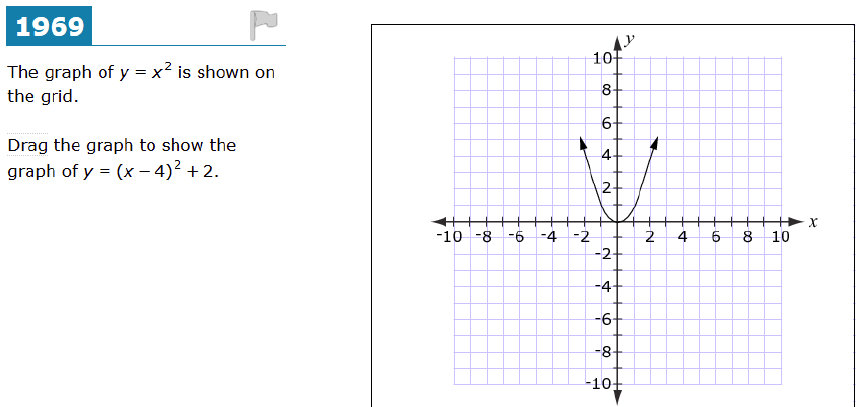 1969
The graph of y = x² is shown on
the grid.
Drag the graph to show the
graph of y = (x – 4)² + 2.
y
10
8
6
4
2
-10 -8 -6 -4 -2 2 4 6 8 10 x
-2
-4
-6
-8
-10